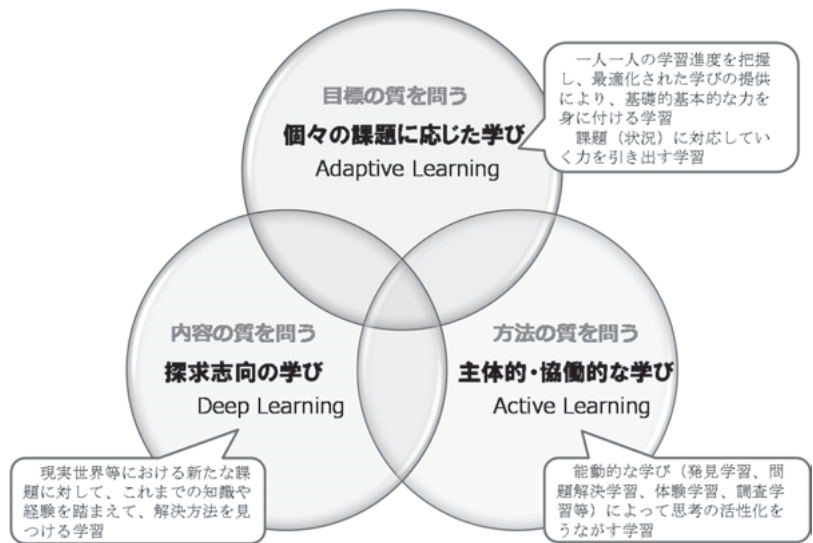 目標の質を問う
個々の課題に応じた学び
Adaptive Learning
一人一人の学習進度を把握
し、最適化された学びの提供
により、基礎的基本的な力を
身に付ける学習
課題（状況）に対応してい
く力を引き出す学習
内容の質を問う
探求志向の学び
Deep Learning
方法の質を問う
主体的・協働的な学び
Active Learning
現実世界等における新たな課
題に対して、これまでの知識や
経験を踏まえて、解決方法を見
つける学習
能動的な学び（発見学習、問
題解決学習、体験学習、調査学
習等）によって思考の活性化を
うながす学習